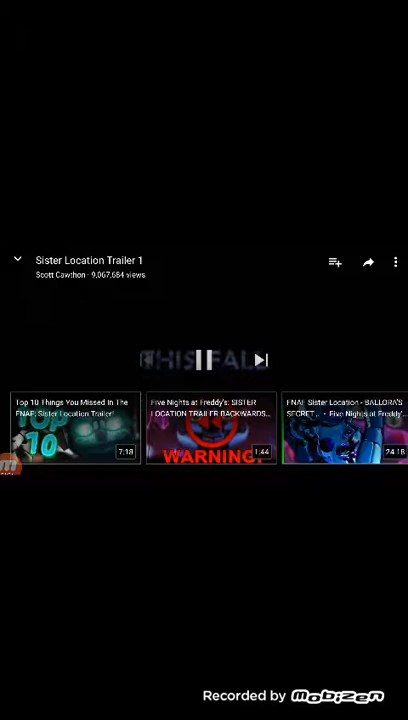 Sister Location Trailer 1
Scott Cawthon · 9,067,684 views
THIS FALL
Top 10 Things You Missed In The
FNAF: Sister Location Trailer!
TOP
10
7:18
Five Nights at Freddy's: SISTER
LOCATION TRAILER BACKWARDS...
WARNING!
1:44
FNAF Sister Location - BALLORA'S
SECRET... • Five Nights at Freddy'
24:18
Recorded by mobizen